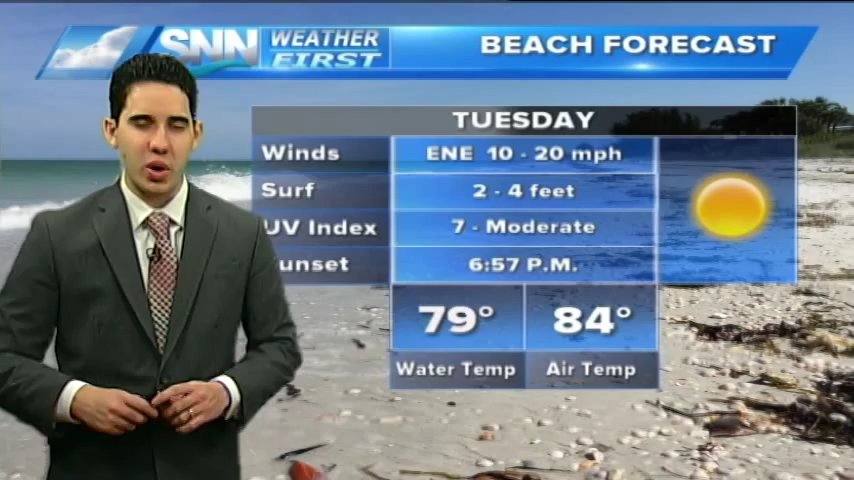 SNN WEATHER FIRST
BEACH FORECAST
TUESDAY
Winds ENE 10 - 20 mph
Surf 2 - 4 feet
UV Index 7 - Moderate
unset 6:57 P.M.
79° 84°
Water Temp Air Temp